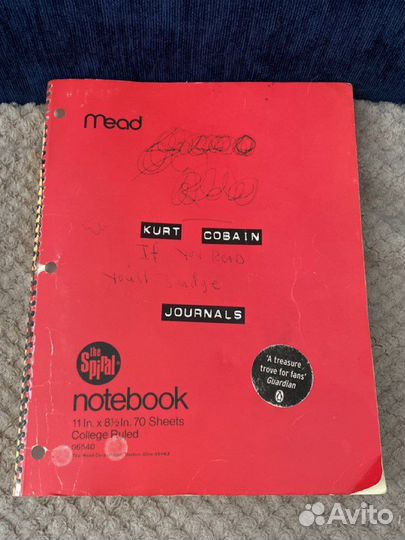 mead
KURT COBAIN
If you READ
you'll Judge
JOURNALS
the
Spiral®
notebook
11 In. x 8½ In. 70 Sheets
College Ruled
06540
'A treasure
trove for fans'
Guardian
Avito